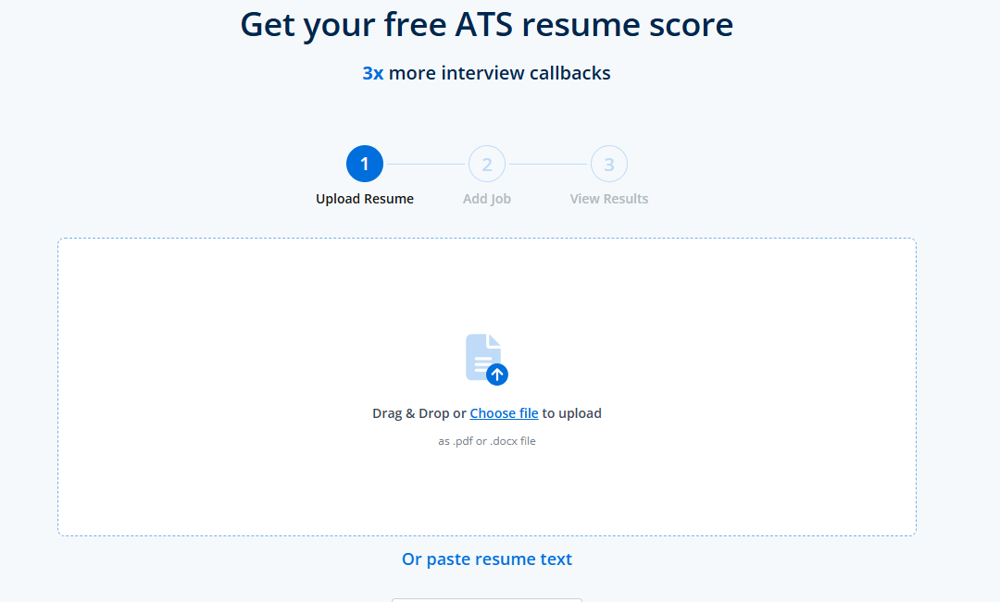 Get your free ATS resume score
3x more interview callbacks
1 2 3
Upload Resume Add Job View Results
Drag & Drop or Choose file to upload
as .pdf or .docx file
Or paste resume text